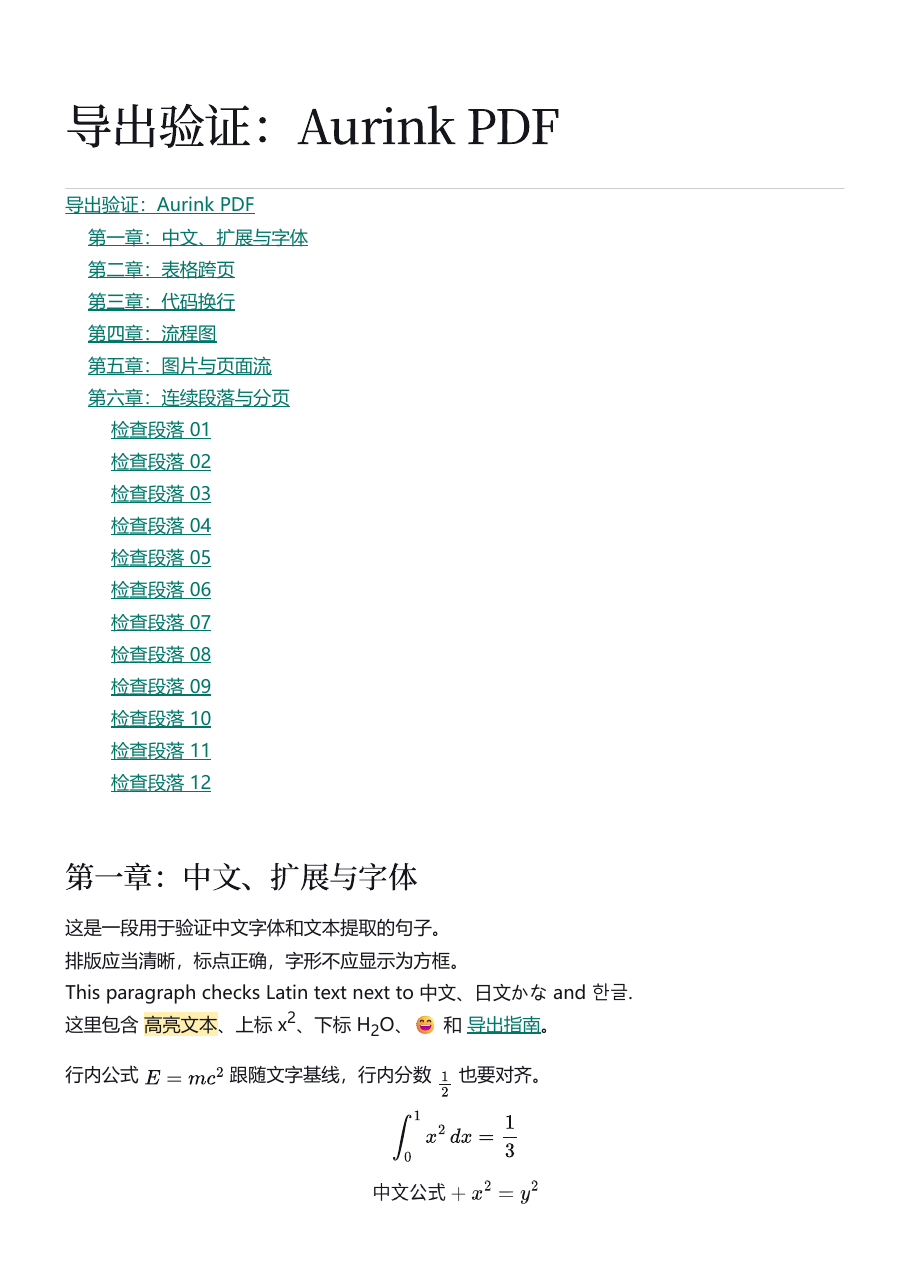 导出验证：Aurink PDF
导出验证：Aurink PDF
第一章：中文、扩展与字体
第二章：表格跨页
第三章：代码换行
第四章：流程图
第五章：图片与页面流
第六章：连续段落与分页
检查段落 01
检查段落 02
检查段落 03
检查段落 04
检查段落 05
检查段落 06
检查段落 07
检查段落 08
检查段落 09
检查段落 10
检查段落 11
检查段落 12
第一章：中文、扩展与字体
这是一段用于验证中文字体和文本提取的句子。
排版应当清晰，标点正确，字形不应显示为方框。
This paragraph checks Latin text next to 中文、日文かな and 한글.
这里包含 高亮文本、上标 x²、下标 H₂O、😄 和 导出指南。
行内公式 E = mc² 跟随文字基线，行内分数 1/2 也要对齐。
∫₀¹ x² dx = 1/3
中文公式 + x² = y²